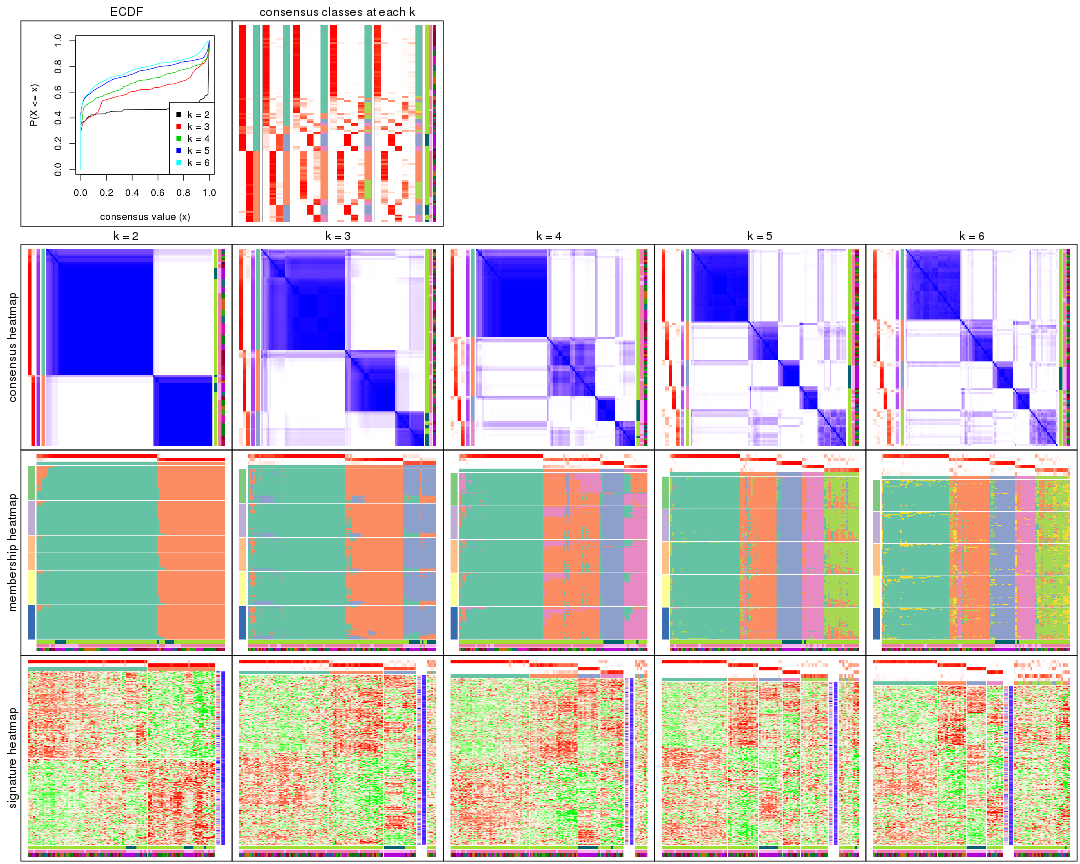 ECDF
consensus classes at each k
P(X <= x)
0.0 0.2 0.4 0.6 0.8 1.0
k = 2
k = 3
k = 4
k = 5
k = 6
0.0 0.2 0.4 0.6 0.8 1.0
consensus value (x)
k = 2
k = 3
k = 4
k = 5
k = 6
consensus heatmap
membership heatmap
signature heatmap